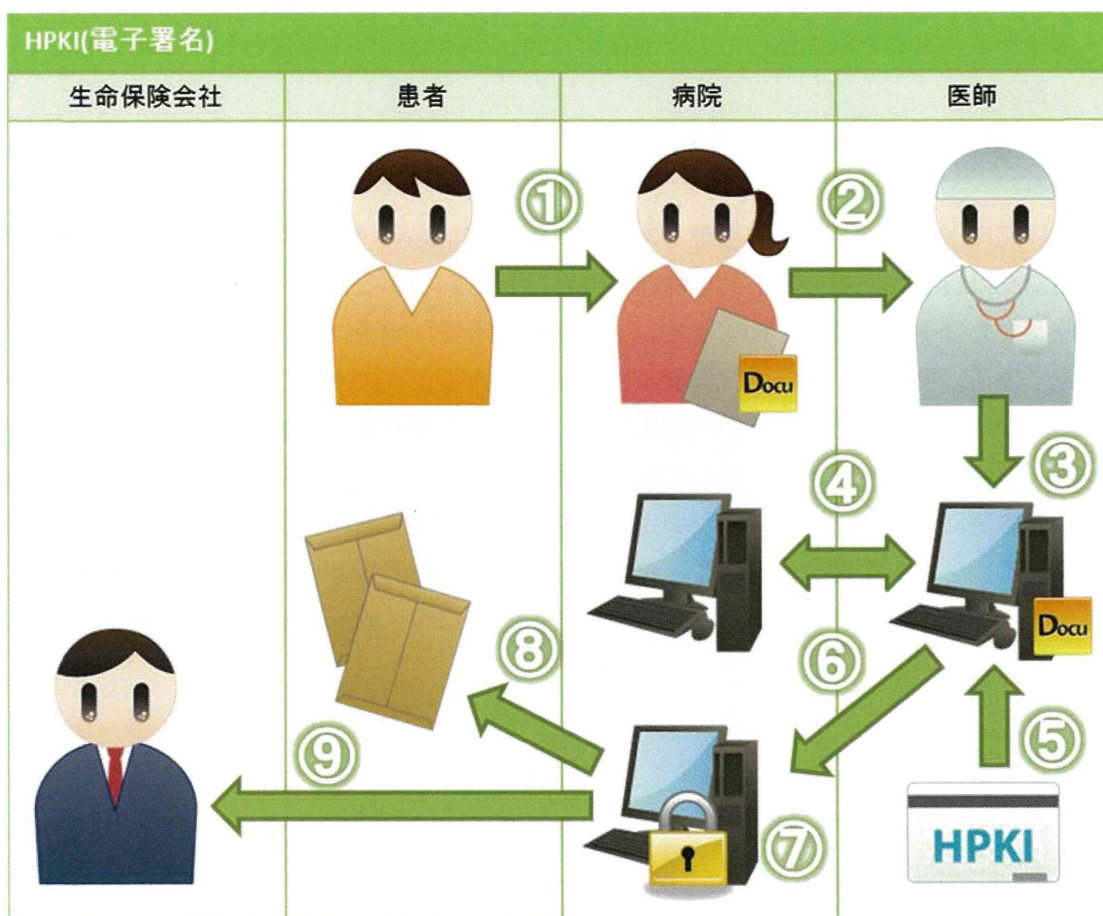 HPKI(電子署名)
生命保険会社 患者 病院 医師
① ②
Docu
③
④
Docu
⑧ ⑥
⑨ ⑤
⑦
HPKI